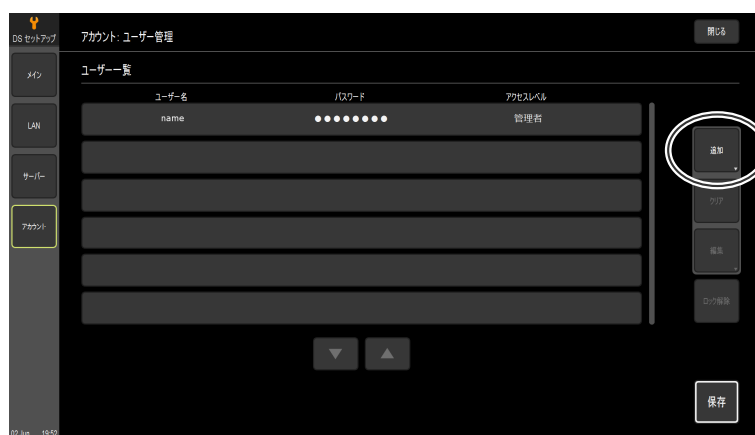 DS セットアップ
アカウント: ユーザー管理
閉じる
メイン
ユーザー一覧
ユーザー名 パスワード アクセスレベル
name ●●●●●●●● 管理者
LAN
追加
サーバー
クリア
アカウント
編集
ロック解除
保存
02 Jun 19:52